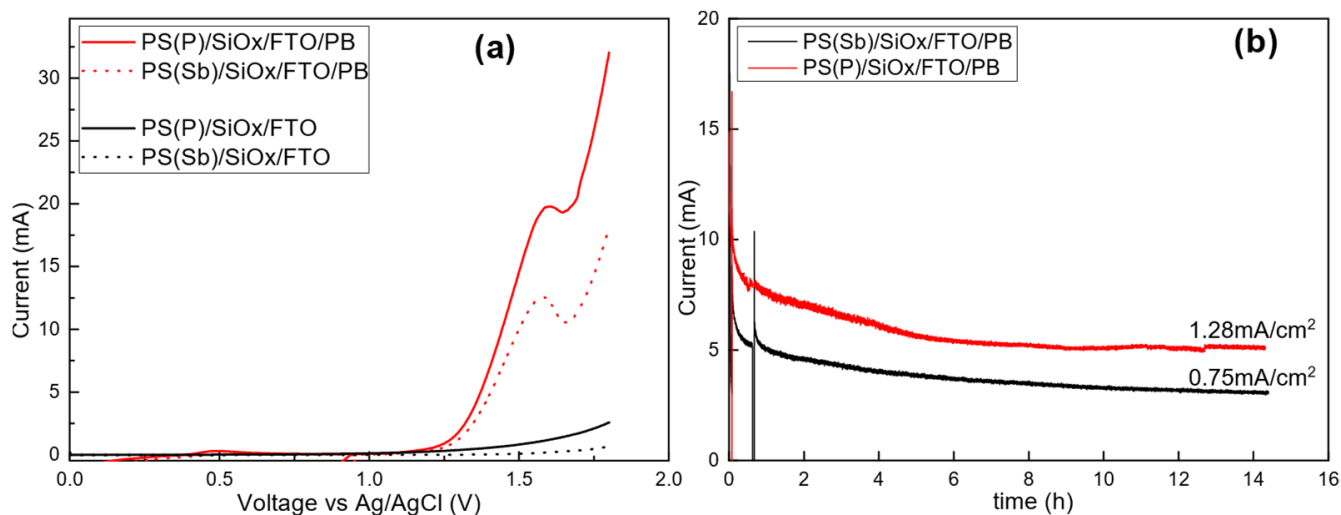 PS(P)/SiOx/FTO/PB
PS(Sb)/SiOx/FTO/PB
PS(P)/SiOx/FTO
PS(Sb)/SiOx/FTO
(a)
30
25
20
15
10
5
0
Current (mA)
0.0
0.5
1.0
1.5
2.0
Voltage vs Ag/AgCl (V)
PS(Sb)/SiOx/FTO/PB
PS(P)/SiOx/FTO/PB
(b)
20
15
10
5
0
Current (mA)
1.28mA/cm²
0.75mA/cm²
0
2
4
6
8
10
12
14
16
time (h)